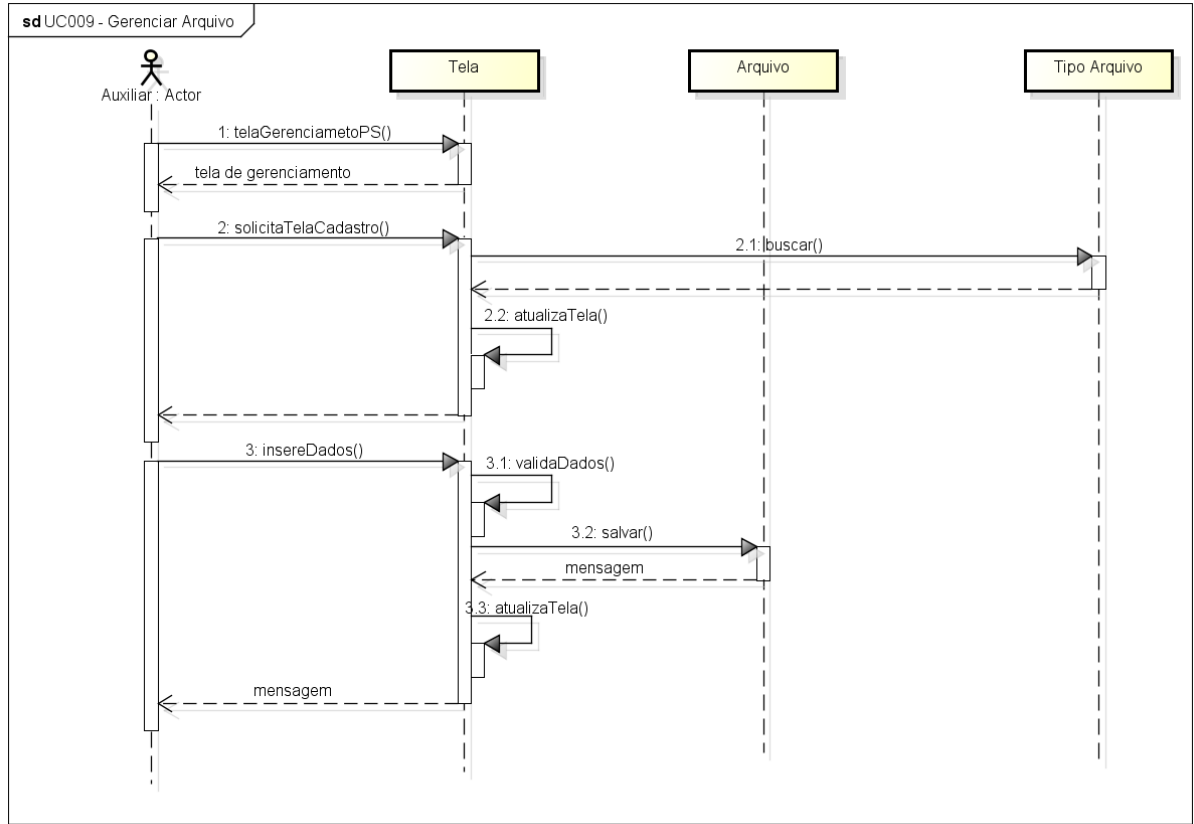 sd UC009 - Gerenciar Arquivo
Auxiliar : Actor
Tela
Arquivo
Tipo Arquivo
1: telaGerenciametoPS()
tela de gerenciamento
2: solicitaTelaCadastro()
2.1: buscar()
2.2: atualizaTela()
3: insereDados()
3.1: validaDados()
3.2: salvar()
mensagem
3.3: atualizaTela()
mensagem